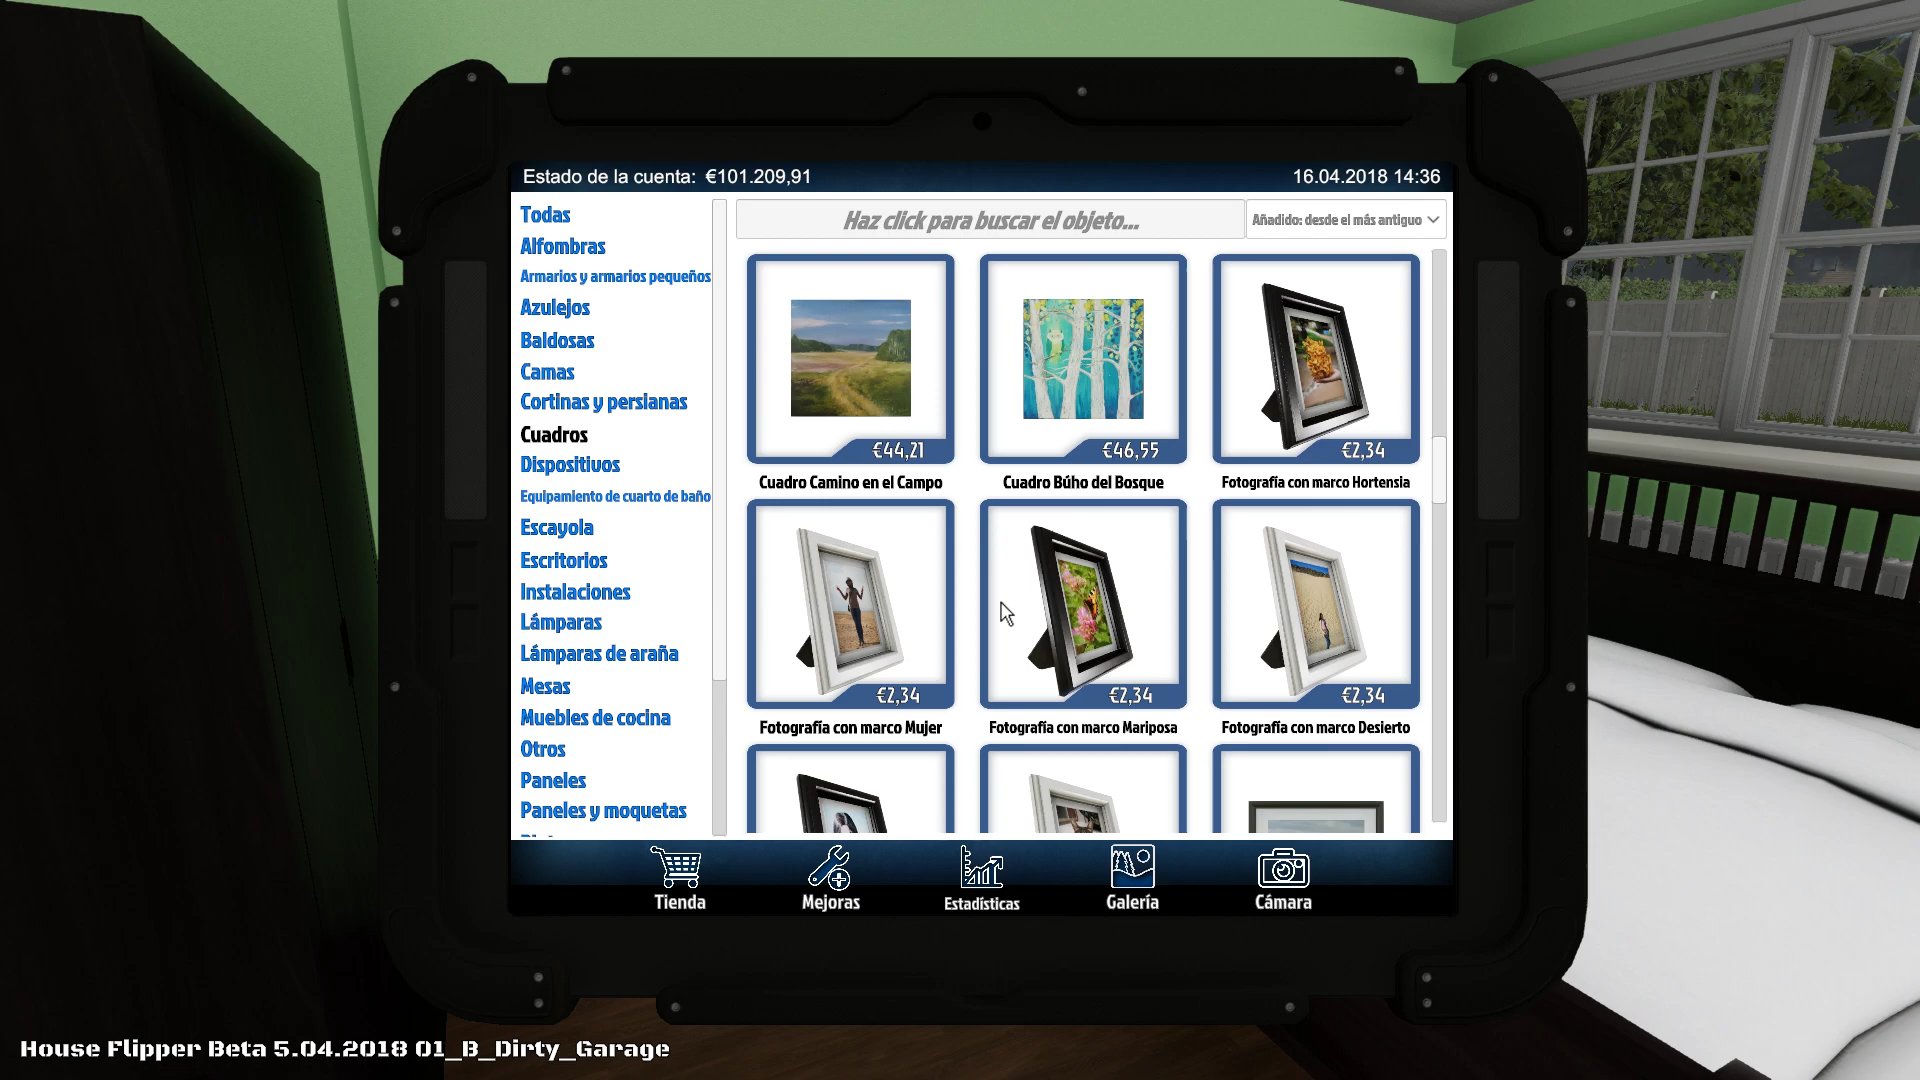 Estado de la cuenta: €101.209,91
16.04.2018 14:36
Todas
Alfombras
Armarios y armarios pequeños
Azulejos
Baldosas
Camas
Cortinas y persianas
Cuadros
Dispositivos
Equipamiento de cuarto de baño
Escayola
Escritorios
Instalaciones
Lámparas
Lámparas de araña
Mesas
Muebles de cocina
Otros
Paneles
Paneles y moquetas
Haz click para buscar el objeto...
Añadido: desde el más antiguo
€44,21
€46,55
€2,34
Cuadro Camino en el Campo
Cuadro Búho del Bosque
Fotografía con marco Hortensia
€2,34
€2,34
€2,34
Fotografía con marco Mujer
Fotografía con marco Mariposa
Fotografía con marco Desierto
Tienda
Mejoras
Estadísticas
Galería
Cámara
House Flipper Beta 5.04.2018 01_B_Dirty_Garage